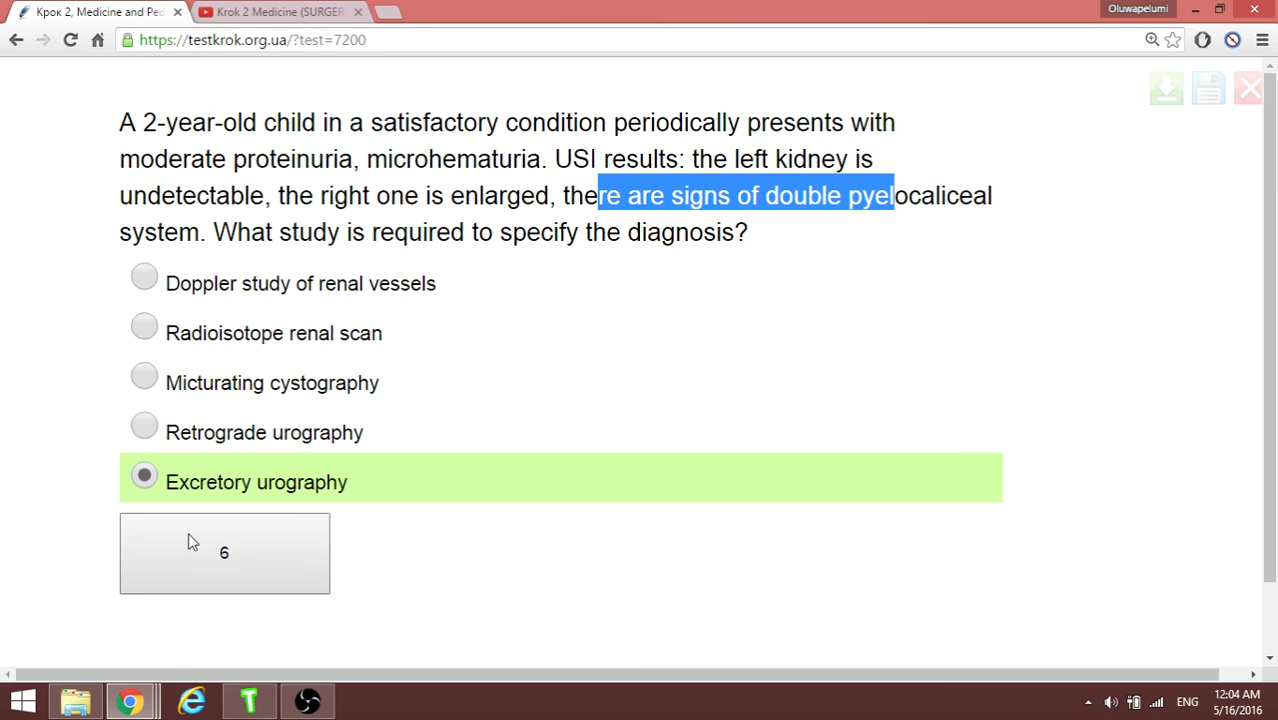 Крок 2, Medicine and Ped
Krok 2 Medicine (SURGER
Oluwapelumi
https://testkrok.org.ua/?test=7200
A 2-year-old child in a satisfactory condition periodically presents with
moderate proteinuria, microhematuria. USI results: the left kidney is
undetectable, the right one is enlarged, there are signs of double pyelocaliceal
system. What study is required to specify the diagnosis?
Doppler study of renal vessels
Radioisotope renal scan
Micturating cystography
Retrograde urography
Excretory urography
6
T
ENG
12:04 AM
5/16/2016